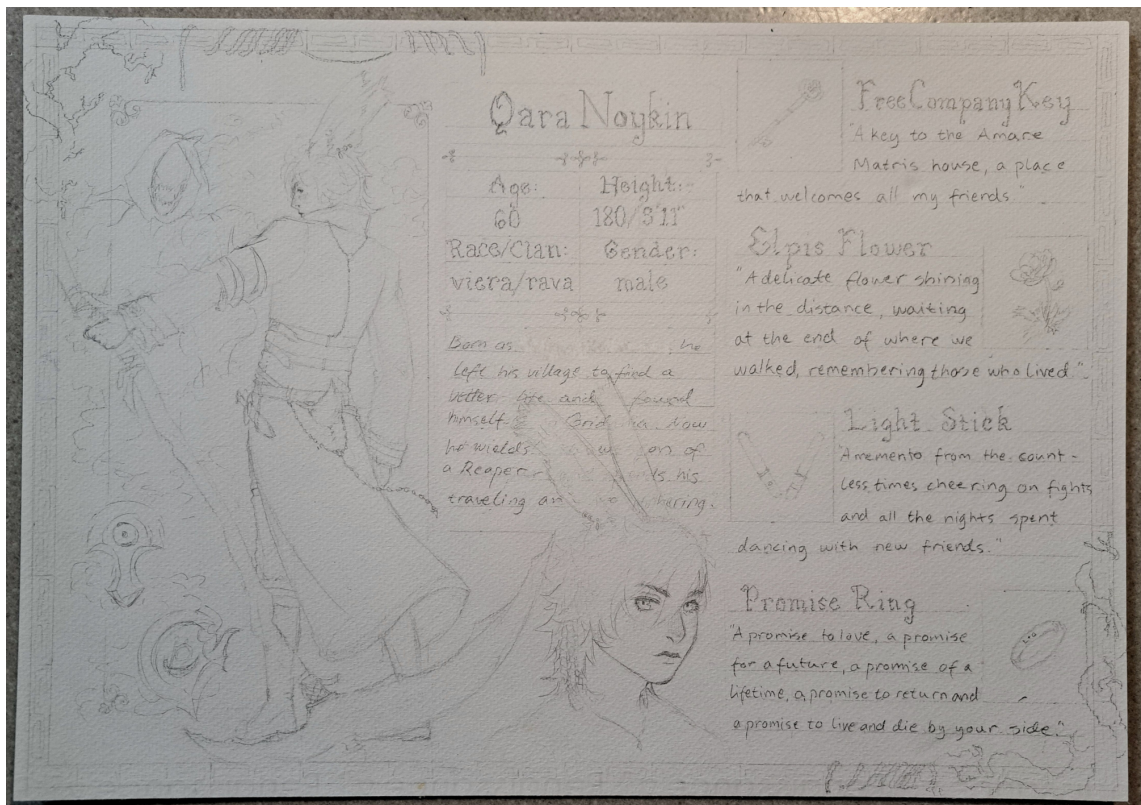 Qara Noykin
Age:
60
Height:
180/5'11"
Race/Clan:
viera/rava
Gender:
male
Born as he
left his village to find a
better life and found
himself in now
he wields of
a Reaper his
traveling and
Free Company Key
"A key to the Amare
Matris house, a place
that welcomes all my friends."
Elpis Flower
"A delicate flower shining
in the distance, waiting
at the end of where we
walked, remembering those who lived".
Light Stick
"A memento from the count-
less times cheering on fights
and all the nights spent
dancing with new friends."
Promise Ring
"A promise to love, a promise
for a future, a promise of a
lifetime, a promise to return and
a promise to live and die by your side."